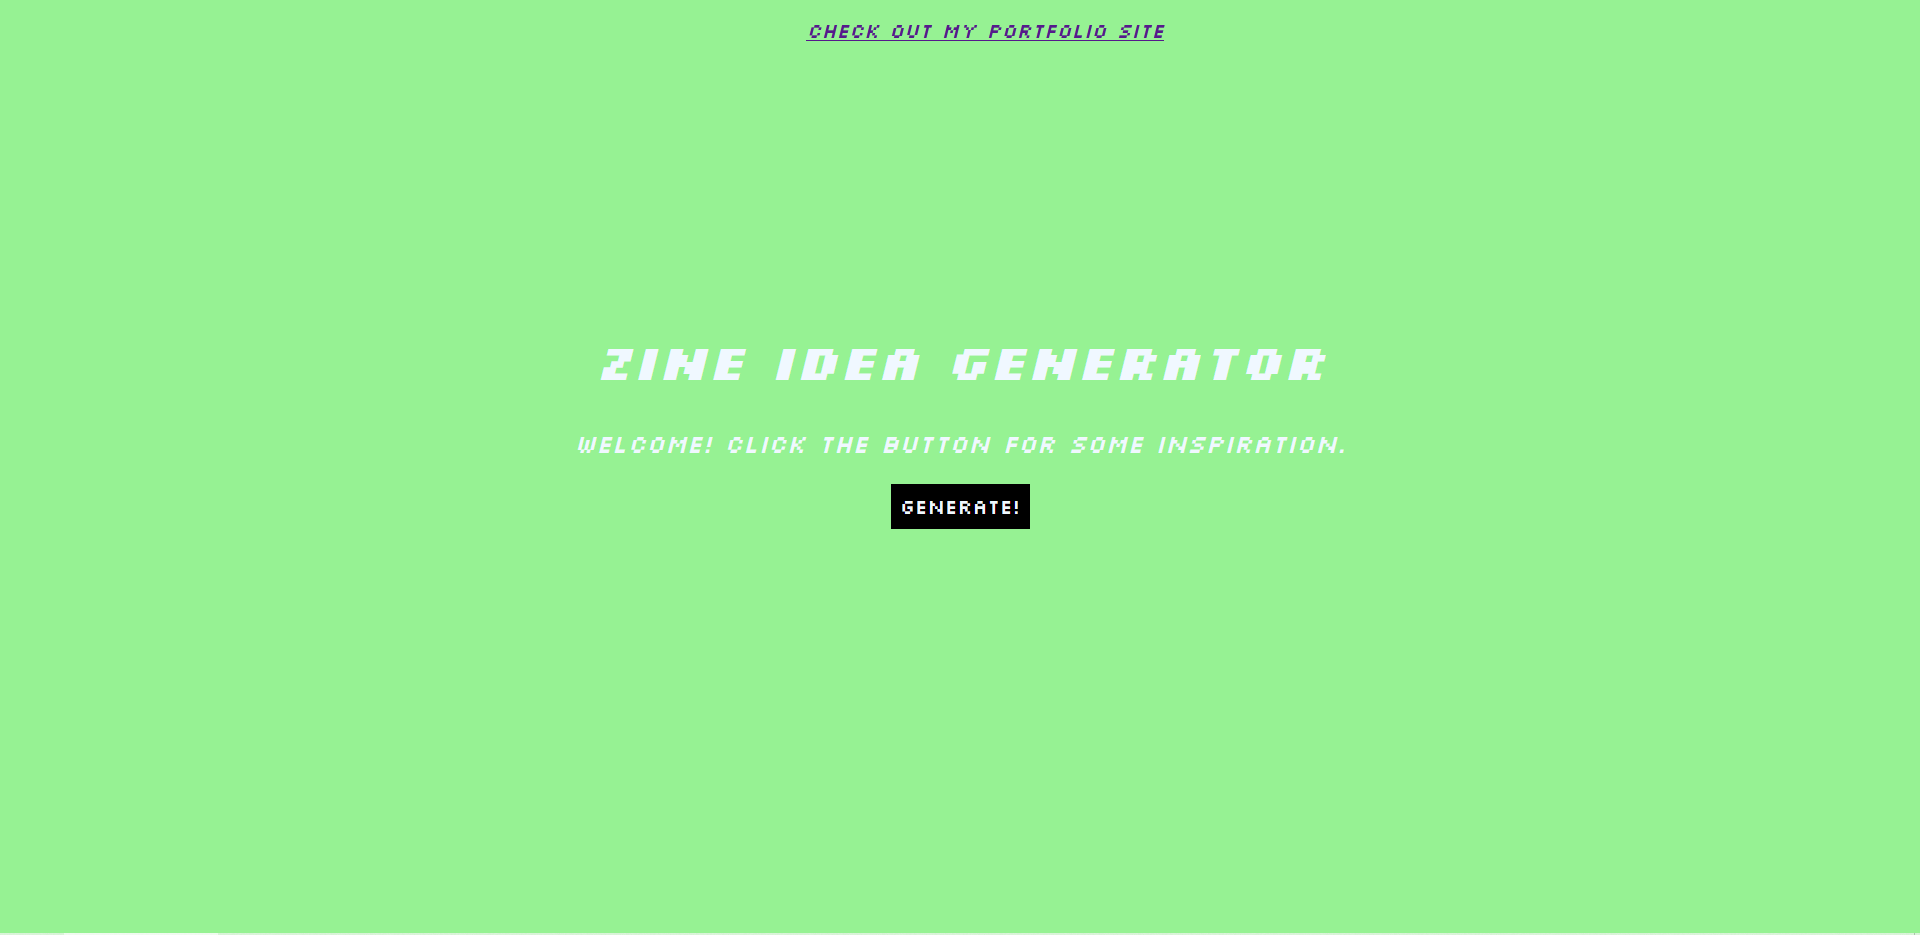 CHECK OUT MY PORTFOLIO SITE
ZINE IDEA GENERATOR
WELCOME! CLICK THE BUTTON FOR SOME INSPIRATION.
GENERATE!